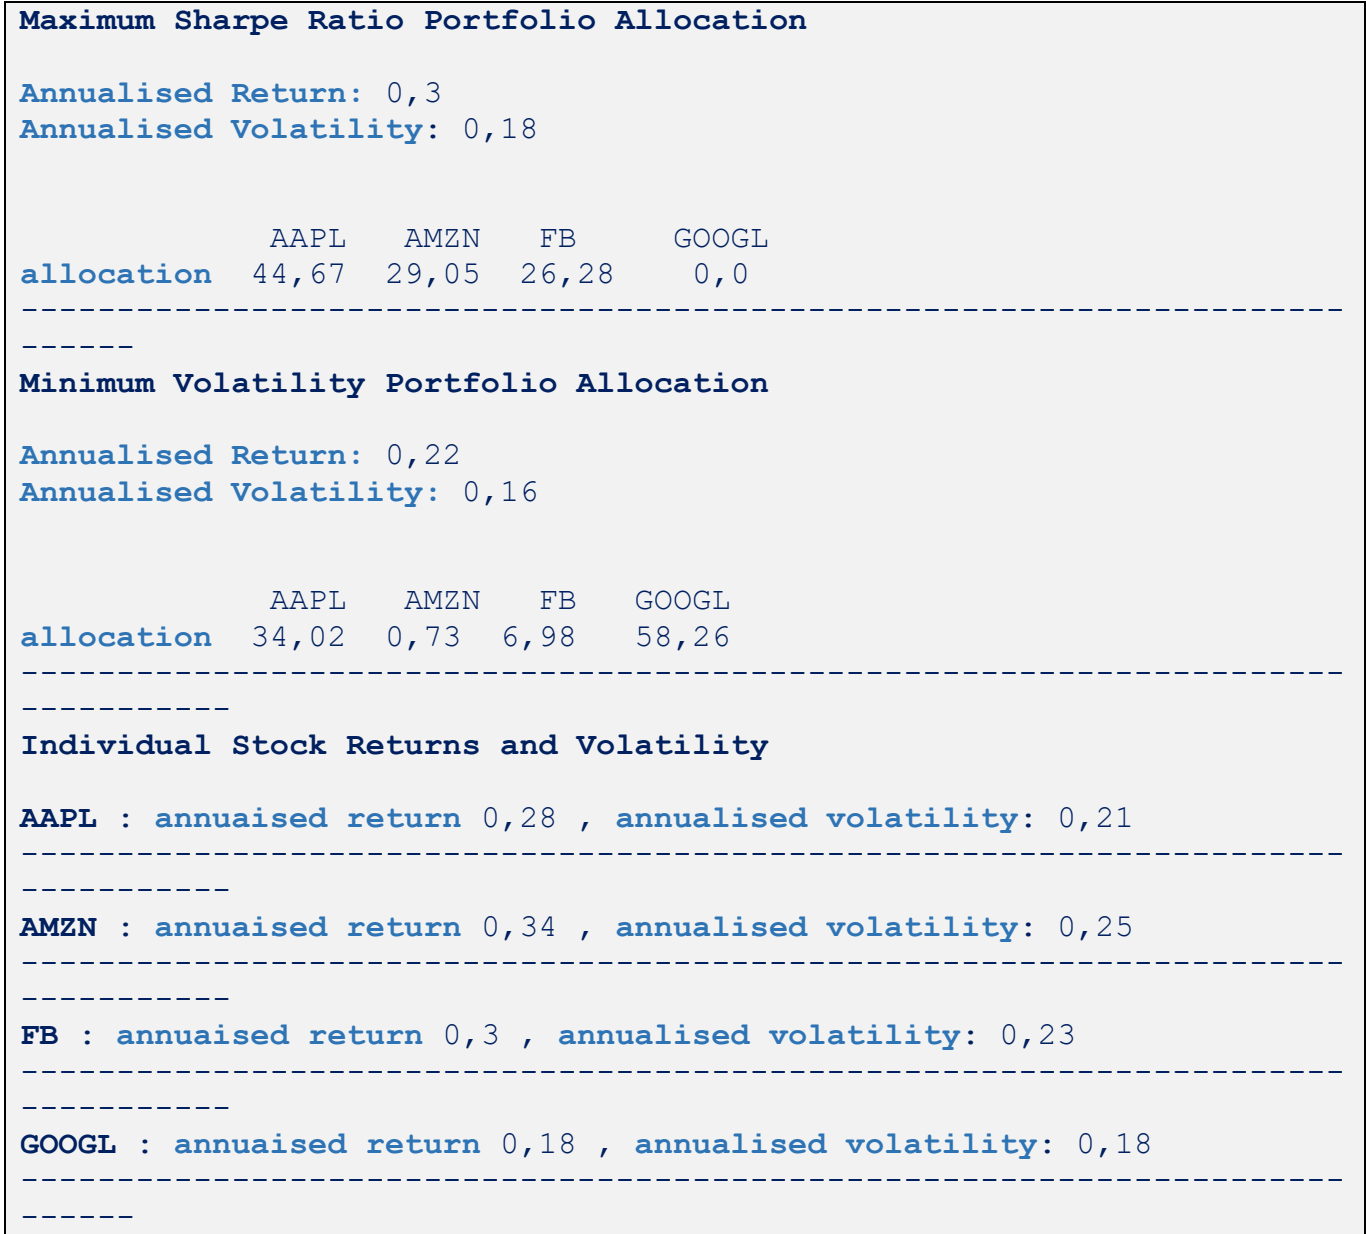 Maximum Sharpe Ratio Portfolio Allocation
Annualised Return: 0,3
Annualised Volatility: 0,18
AAPL AMZN FB GOOGL
allocation 44,67 29,05 26,28 0,0
---------------------------------------------------------------------
------
Minimum Volatility Portfolio Allocation
Annualised Return: 0,22
Annualised Volatility: 0,16
AAPL AMZN FB GOOGL
allocation 34,02 0,73 6,98 58,26
---------------------------------------------------------------------
-----------
Individual Stock Returns and Volatility
AAPL : annuaised return 0,28 , annualised volatility: 0,21
---------------------------------------------------------------------
-----------
AMZN : annuaised return 0,34 , annualised volatility: 0,25
---------------------------------------------------------------------
-----------
FB : annuaised return 0,3 , annualised volatility: 0,23
---------------------------------------------------------------------
-----------
GOOGL : annuaised return 0,18 , annualised volatility: 0,18
---------------------------------------------------------------------
------